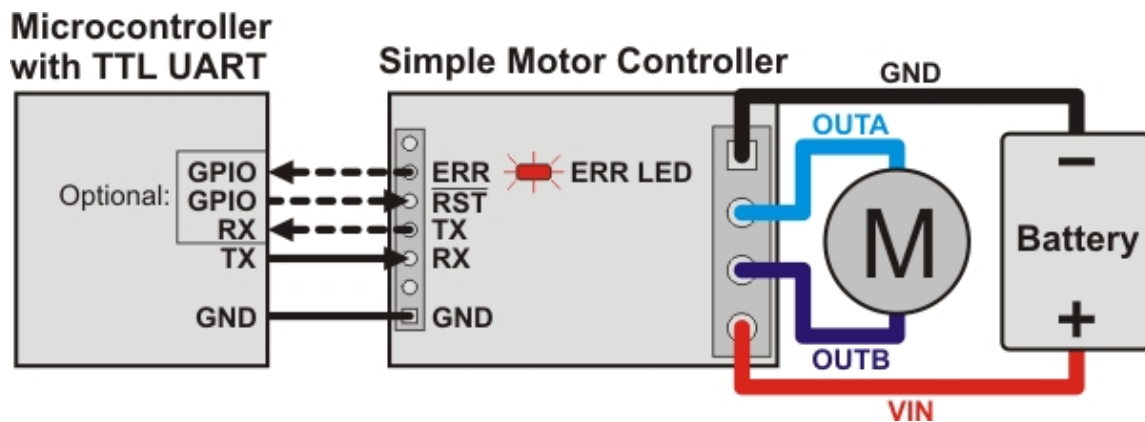 Microcontroller
with TTL UART
Simple Motor Controller
GND
OUTA
Optional:
GPIO
GPIO
RX
TX
GND
ERR
RST
TX
RX
GND
ERR LED
M
−
Battery
+
OUTB
VIN